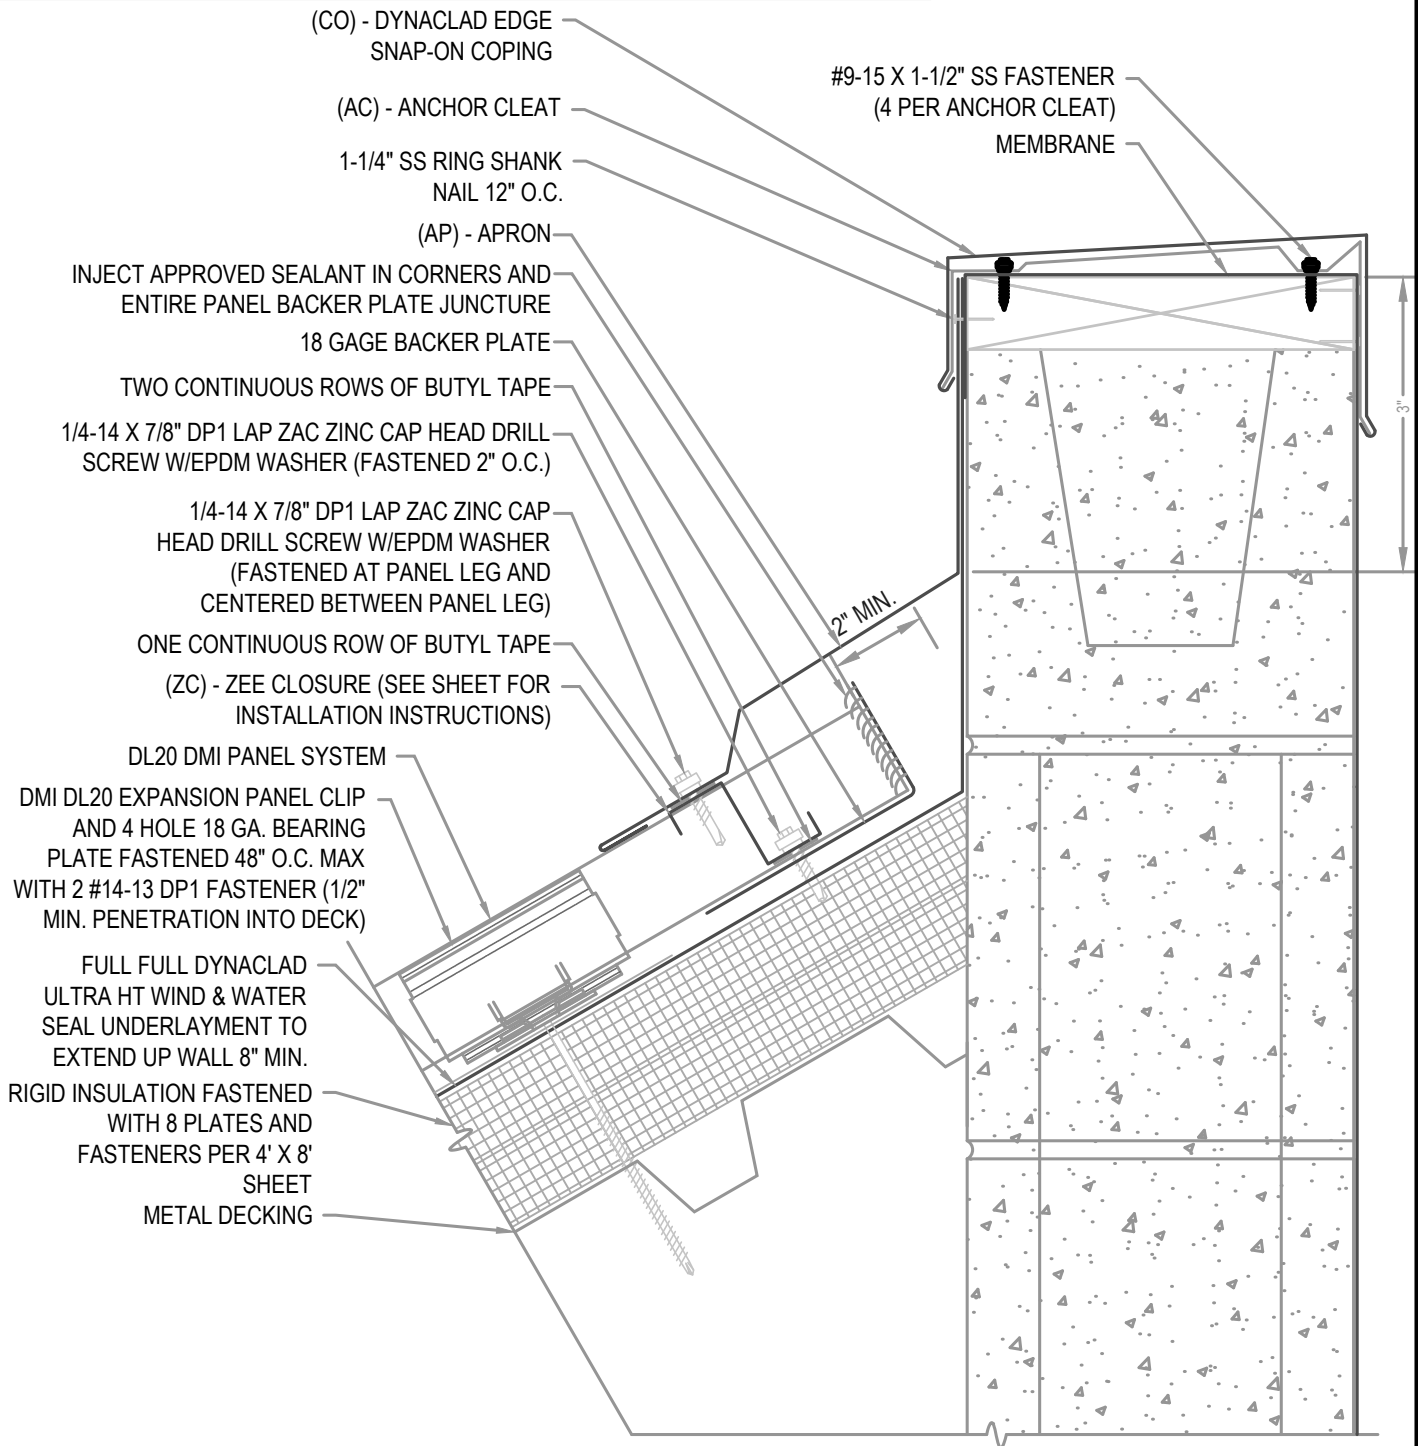 (CO) - DYNACLAD EDGE
SNAP-ON COPING
(AC) - ANCHOR CLEAT
1-1/4" SS RING SHANK
NAIL 12" O.C.
(AP) - APRON
INJECT APPROVED SEALANT IN CORNERS AND
ENTIRE PANEL BACKER PLATE JUNCTURE
18 GAGE BACKER PLATE
TWO CONTINUOUS ROWS OF BUTYL TAPE
1/4-14 X 7/8" DP1 LAP ZAC ZINC CAP HEAD DRILL
SCREW W/EPDM WASHER (FASTENED 2" O.C.)
1/4-14 X 7/8" DP1 LAP ZAC ZINC CAP
HEAD DRILL SCREW W/EPDM WASHER
(FASTENED AT PANEL LEG AND
CENTERED BETWEEN PANEL LEG)
ONE CONTINUOUS ROW OF BUTYL TAPE
(ZC) - ZEE CLOSURE (SEE SHEET FOR
INSTALLATION INSTRUCTIONS)
DL20 DMI PANEL SYSTEM
DMI DL20 EXPANSION PANEL CLIP
AND 4 HOLE 18 GA. BEARING
PLATE FASTENED 48" O.C. MAX
WITH 2 #14-13 DP1 FASTENER (1/2"
MIN. PENETRATION INTO DECK)
FULL FULL DYNACLAD
ULTRA HT WIND & WATER
SEAL UNDERLAYMENT TO
EXTEND UP WALL 8" MIN.
RIGID INSULATION FASTENED
WITH 8 PLATES AND
FASTENERS PER 4' X 8'
SHEET
METAL DECKING
#9-15 X 1-1/2" SS FASTENER
(4 PER ANCHOR CLEAT)
MEMBRANE
2" MIN.
3"